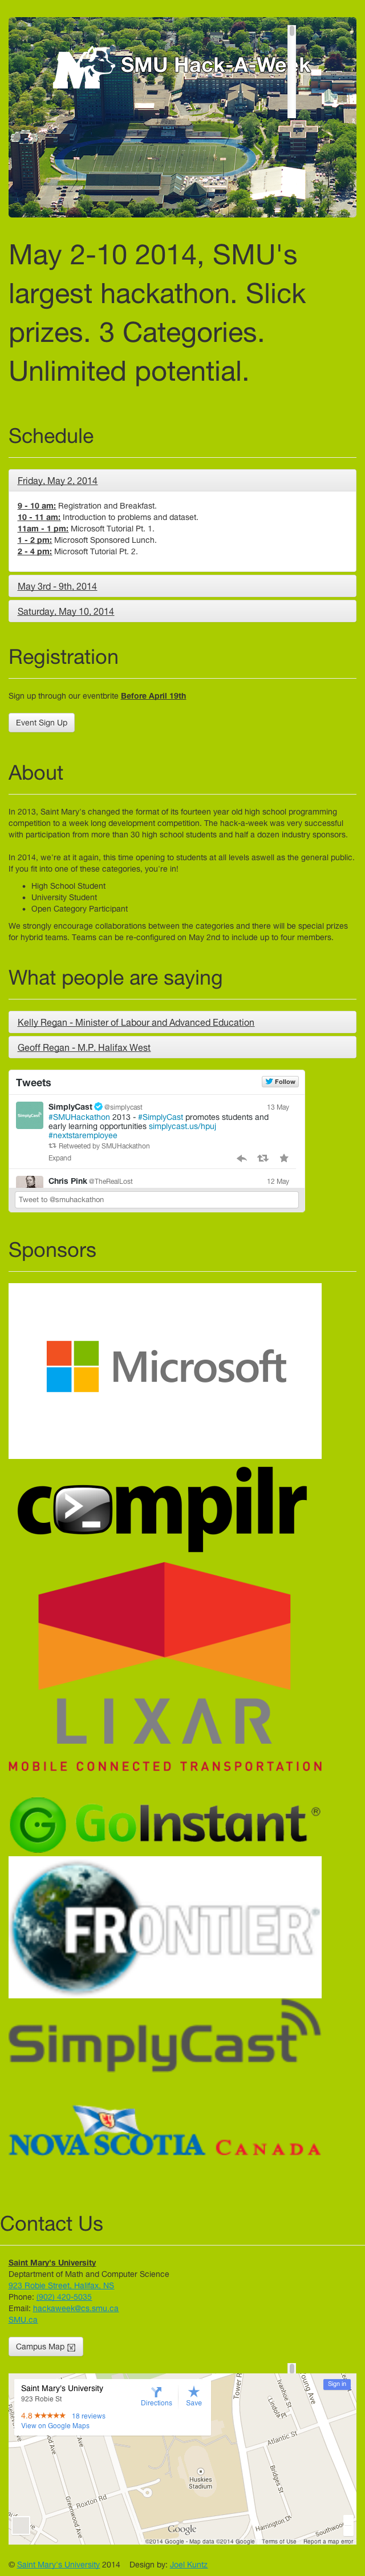 SMU Hack-A-Week
May 2-10 2014, SMU's
largest hackathon. Slick
prizes. 3 Categories.
Unlimited potential.
Schedule
Friday, May 2, 2014
9 - 10 am: Registration and Breakfast.
10 - 11 am: Introduction to problems and dataset.
11am - 1 pm: Microsoft Tutorial Pt. 1.
1 - 2 pm: Microsoft Sponsored Lunch.
2 - 4 pm: Microsoft Tutorial Pt. 2.
May 3rd - 9th, 2014
Saturday, May 10, 2014
Registration
Sign up through our eventbrite Before April 19th
Event Sign Up
About
In 2013, Saint Mary's changed the format of its fourteen year old high school programming
competition to a week long development competition. The hack-a-week was very successful
with participation from more than 30 high school students and half a dozen industry sponsors.
In 2014, we're at it again, this time opening to students at all levels aswell as the general public.
If you fit into one of these categories, you're in!
High School Student
University Student
Open Category Participant
We strongly encourage collaborations between the categories and there will be special prizes
for hybrid teams. Teams can be re-configured on May 2nd to include up to four members.
What people are saying
Kelly Regan - Minister of Labour and Advanced Education
Geoff Regan - M.P. Halifax West
Tweets
Follow
SimplyCast @simplycast 13 May
#SMUHackathon 2013 - #SimplyCast promotes students and
early learning opportunities simplycast.us/hpuj
#nextstaremployee
Retweeted by SMUHackathon
Expand
Chris Pink @TheRealLost 12 May
Tweet to @smuhackathon
Sponsors
Microsoft
compilr
LIXAR
MOBILE CONNECTED TRANSPORTATION
GoInstant®
FRONTIER
SimplyCast
NOVA SCOTIA CANADA
Contact Us
Saint Mary's University
Deptartment of Math and Computer Science
923 Robie Street, Halifax, NS
Phone: (902) 420-5035
Email: hackaweek@cs.smu.ca
SMU.ca
Campus Map
Saint Mary's University
923 Robie St
Directions
Save
4.8 ★★★★★ 18 reviews
View on Google Maps
Sign in
Tower R
Ivanhoe St
Lindola
Young Ave
Atlantic St
Bridges St
Huskies
Stadium
Roxton Rd
Greenwood Ave
Harrington Dr
Southwood
Google
©2014 Google - Map data ©2014 Google Terms of Use Report a map error
© Saint Mary's University 2014 Design by: Joel Kuntz